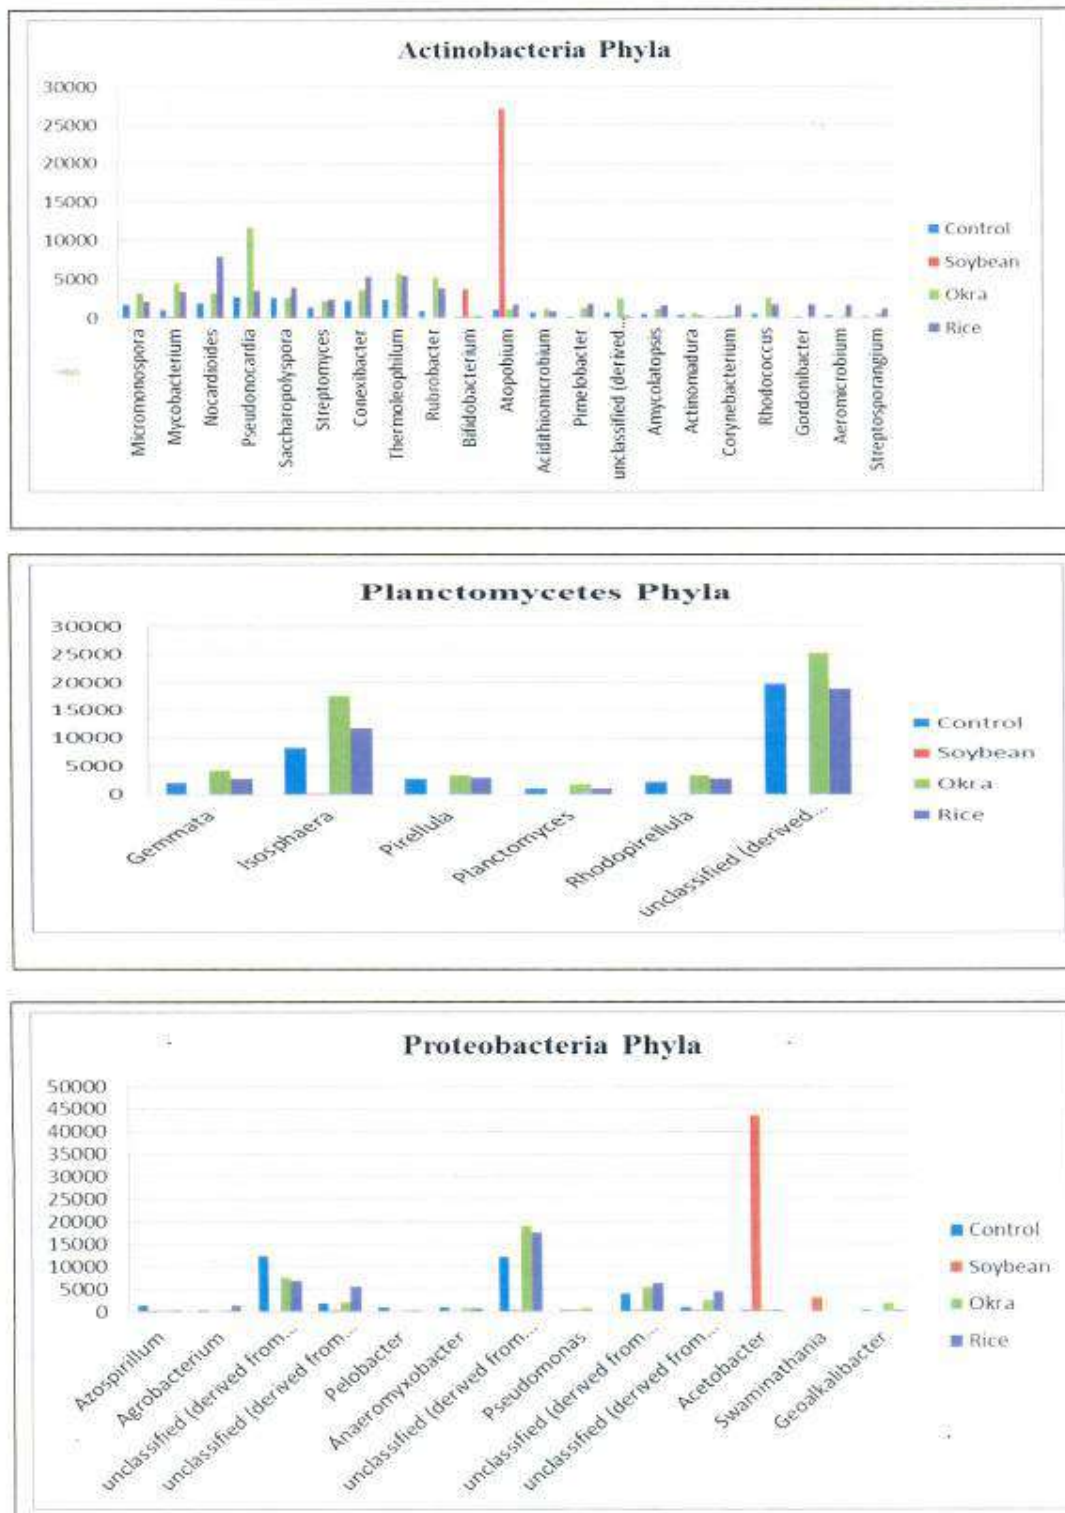 Actinobacteria Phyla
30000
25000
20000
15000
10000
5000
0
Control
Soybean
Okra
Rice
Micromonospora
Mycobacterium
Nocardioides
Pseudonocardia
Saccharopolyspora
Streptomyces
Conexibacter
Thermoleophilum
Rubrobacter
Bifidobacterium
Atopobium
Acidithiomicrobium
Pimelobacter
unclassified (derived...
Amycolatopsis
Actinomadura
Corynebacterium
Rhodococcus
Gordonibacter
Aeromicrobium
Streptosporangium
Planctomycetes Phyla
30000
25000
20000
15000
10000
5000
0
Control
Soybean
Okra
Rice
Gemmata
Isosphaera
Pirellula
Planctomyces
Rhodopirellula
unclassified (derived...
Proteobacteria Phyla
50000
45000
40000
35000
30000
25000
20000
15000
10000
5000
0
Control
Soybean
Okra
Rice
Azospirillum
Agrobacterium
unclassified (derived from...
unclassified (derived from...
Pelobacter
Anaeromyxobacter
unclassified (derived from...
Pseudomonas
unclassified (derived from...
unclassified (derived from...
Acetobacter
Swaminathania
Geoalkalibacter